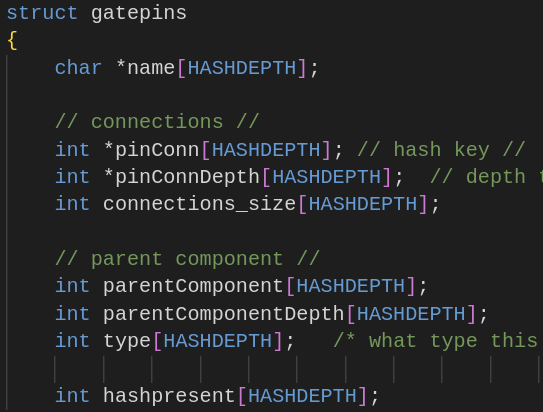 struct gatepins
{
char *name[HASHDEPTH];
// connections //
int *pinConn[HASHDEPTH]; // hash key //
int *pinConnDepth[HASHDEPTH]; // depth
int connections_size[HASHDEPTH];
// parent component //
int parentComponent[HASHDEPTH];
int parentComponentDepth[HASHDEPTH];
int type[HASHDEPTH]; /* what type this
int hashpresent[HASHDEPTH];